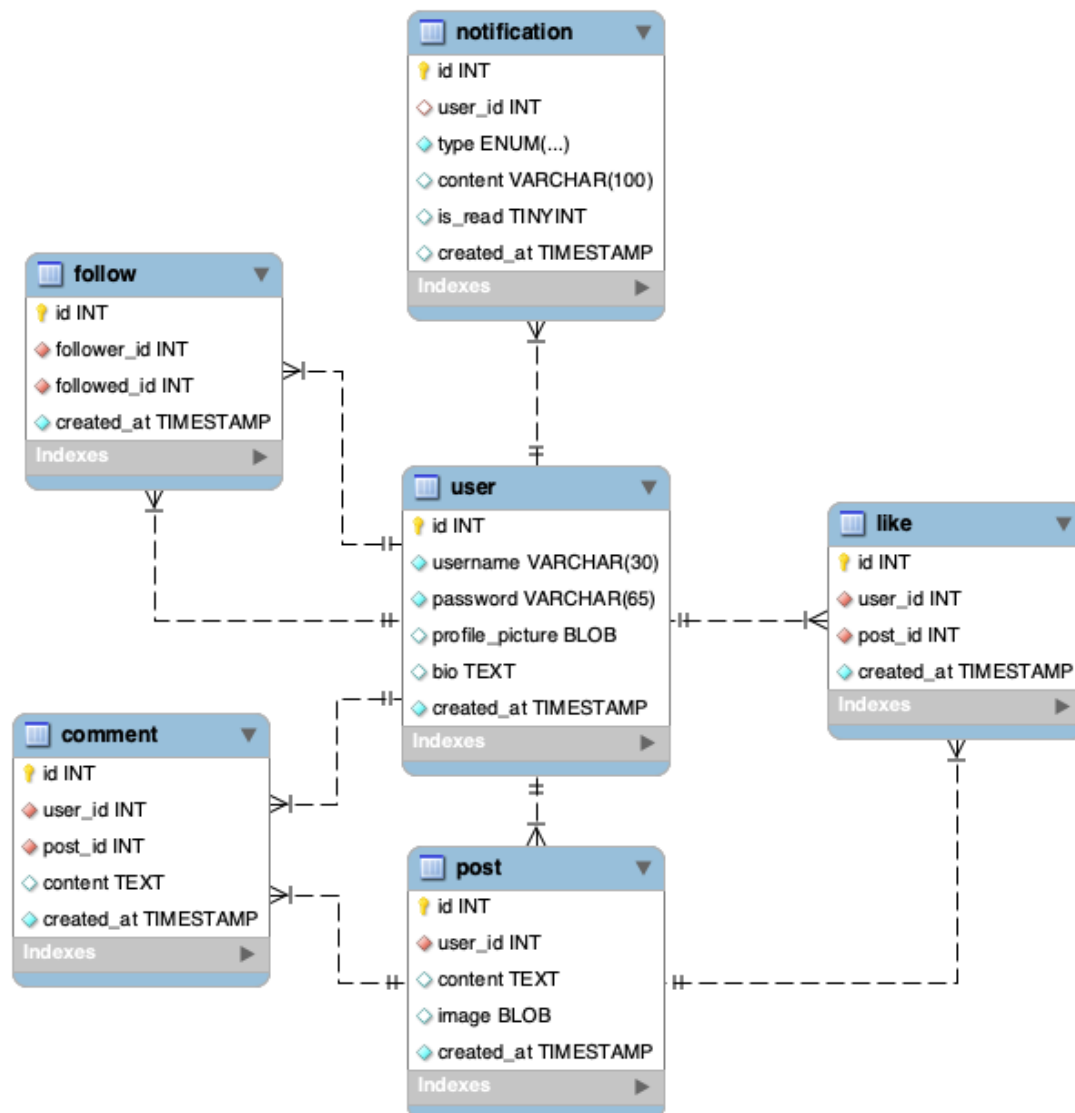 notification
id INT
user_id INT
type ENUM(...)
content VARCHAR(100)
is_read TINYINT
created_at TIMESTAMP
Indexes
follow
id INT
follower_id INT
followed_id INT
created_at TIMESTAMP
Indexes
user
id INT
username VARCHAR(30)
password VARCHAR(65)
profile_picture BLOB
bio TEXT
created_at TIMESTAMP
Indexes
like
id INT
user_id INT
post_id INT
created_at TIMESTAMP
Indexes
comment
id INT
user_id INT
post_id INT
content TEXT
created_at TIMESTAMP
Indexes
post
id INT
user_id INT
content TEXT
image BLOB
created_at TIMESTAMP
Indexes